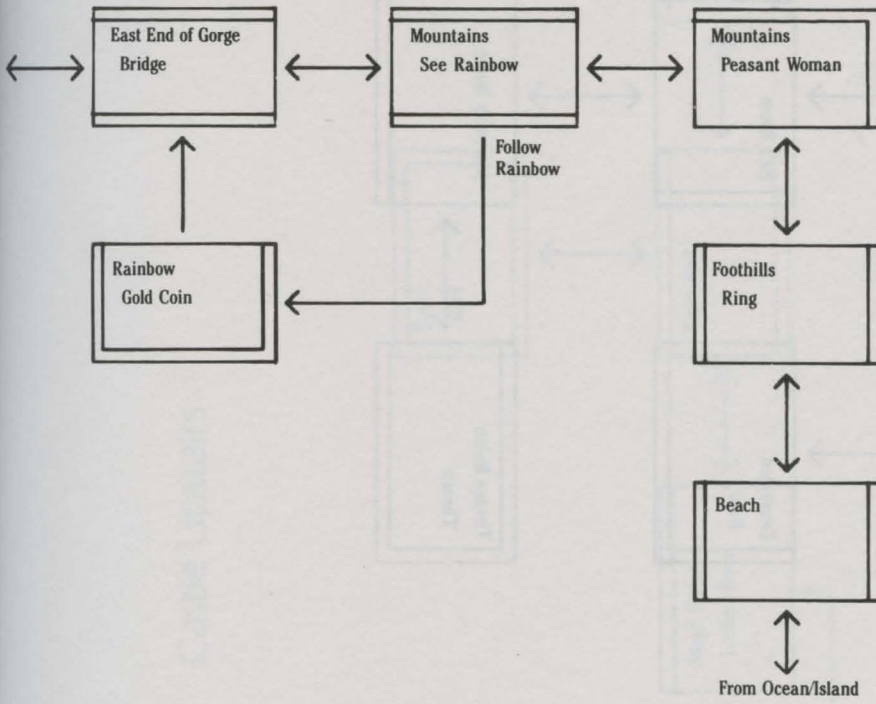 East End of Gorge
Bridge
Mountains
See Rainbow
Mountains
Peasant Woman
Follow
Rainbow
Rainbow
Gold Coin
Foothills
Ring
Beach
From Ocean/Island